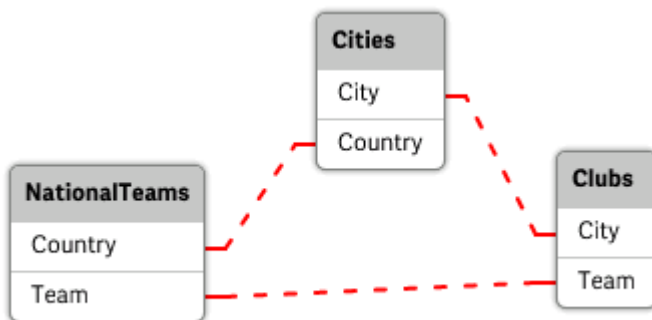 Cities
City
Country
NationalTeams
Country
Team
Clubs
City
Team